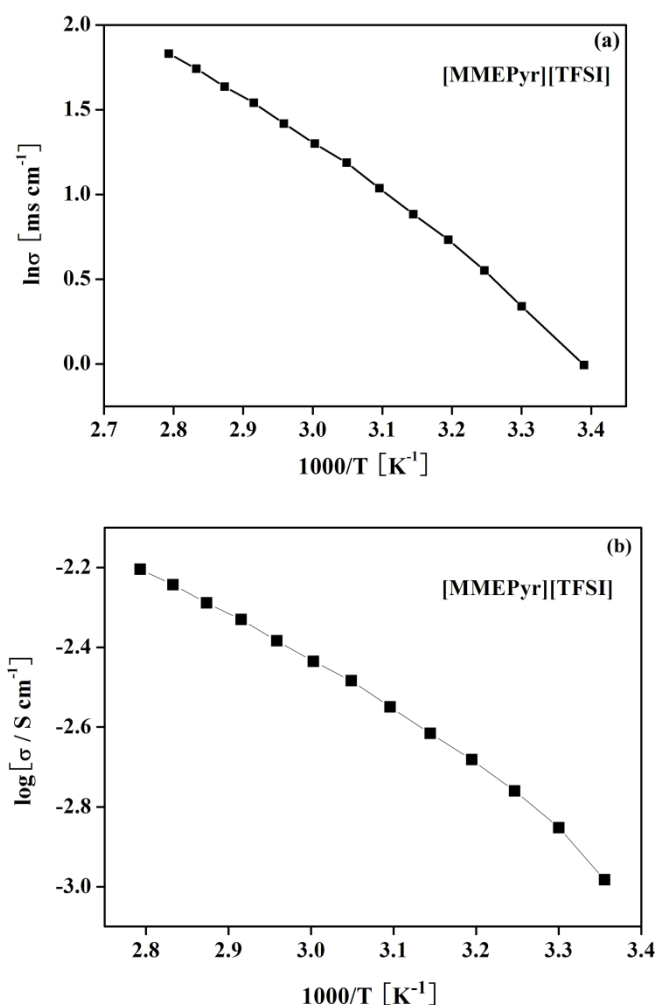 (a)
[MMEPyr][TFSI]
2.0
1.5
1.0
0.5
0.0
lnσ [ms cm⁻¹]
2.7 2.8 2.9 3.0 3.1 3.2 3.3 3.4
1000/T [K⁻¹]
(b)
[MMEPyr][TFSI]
-2.2
-2.4
-2.6
-2.8
-3.0
log[σ / S cm⁻¹]
2.8 2.9 3.0 3.1 3.2 3.3 3.4
1000/T [K⁻¹]